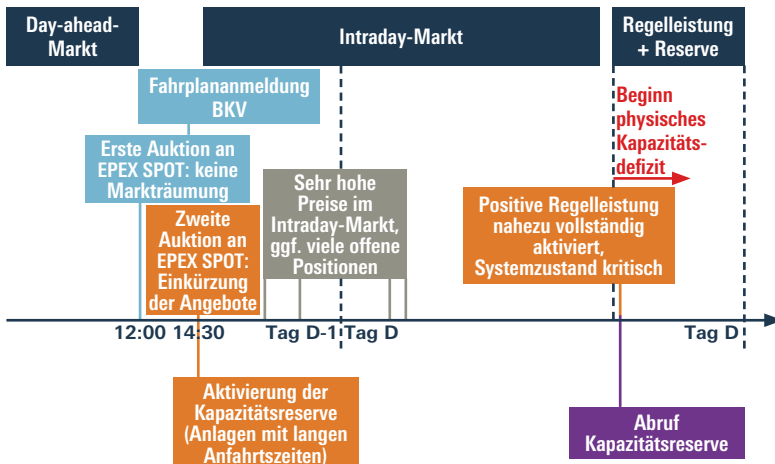 Day-ahead-
Markt
Intraday-Markt
Regelleistung
+ Reserve
Fahrplananmeldung
BKV
Beginn
physisches
Kapazitäts-
defizit
Erste Auktion an
EPEX SPOT: keine
Markträumung
Sehr hohe
Preise im
Intraday-Markt,
ggf. viele offene
Positionen
Zweite
Auktion an
EPEX SPOT:
Einkürzung
der Angebote
Positive Regelleistung
nahezu vollständig
aktiviert,
Systemzustand kritisch
12:00 14:30 Tag D-1 Tag D Tag D
Aktivierung der
Kapazitätsreserve
(Anlagen mit langen
Anfahrtszeiten)
Abruf
Kapazitätsreserve